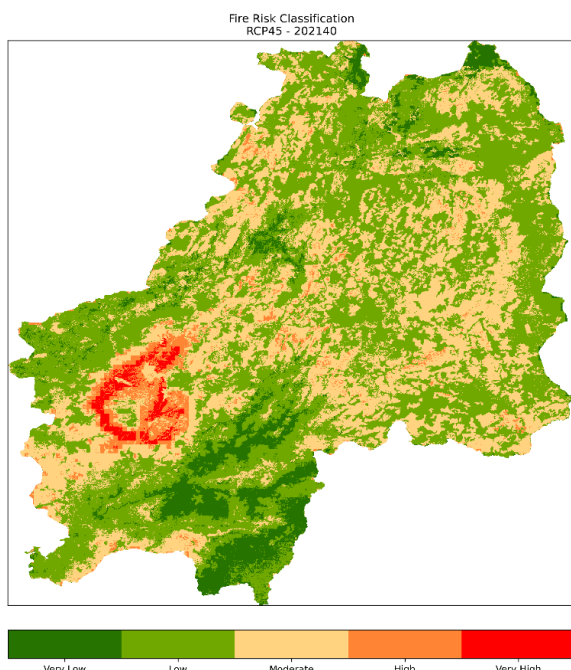 Fire Risk Classification
RCP45 - 202140
Very Low Low Moderate High Very High